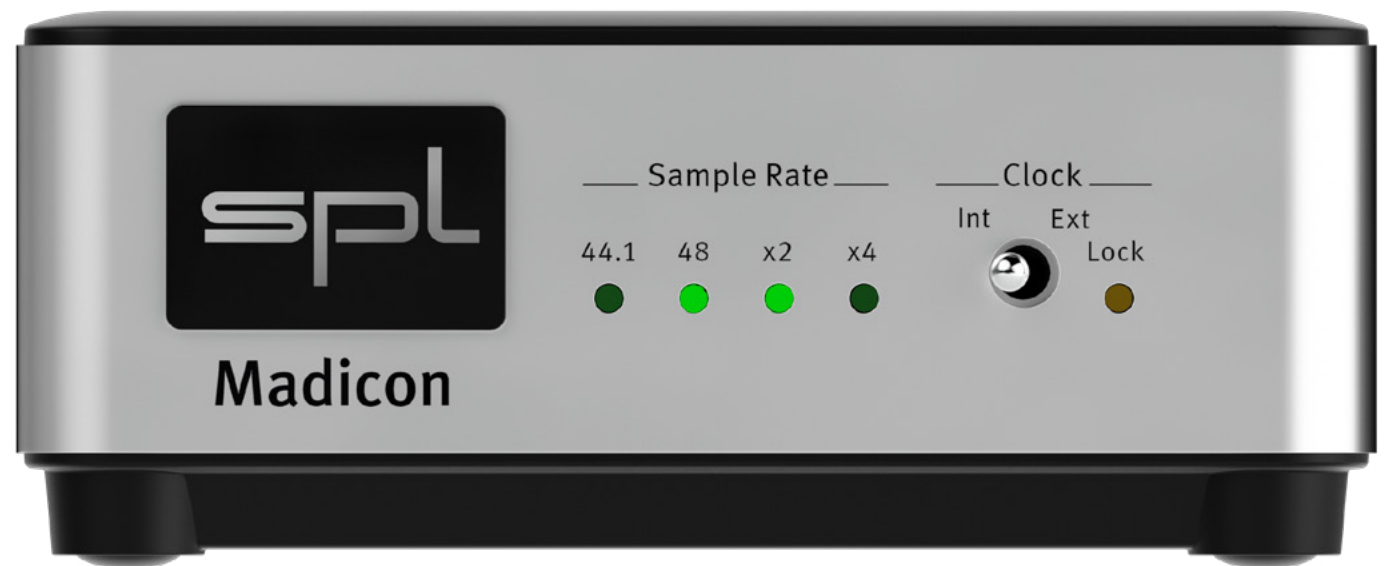 spl
Madicon
Sample Rate
44.1 48 x2 x4
Clock
Int Ext
Lock